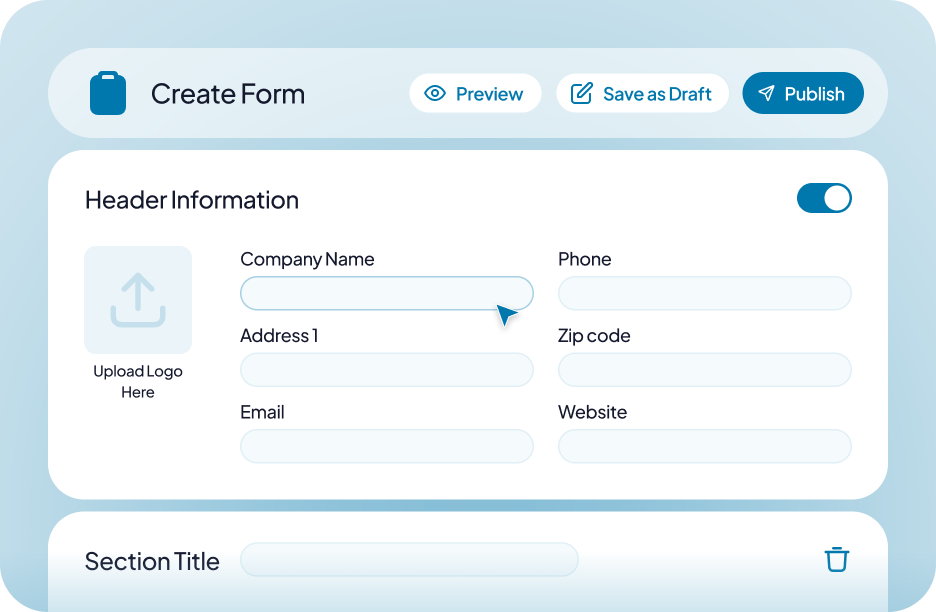 Create Form
Preview
Save as Draft
Publish
Header Information
Company Name
Phone
Address 1
Zip code
Upload Logo
Here
Email
Website
Section Title